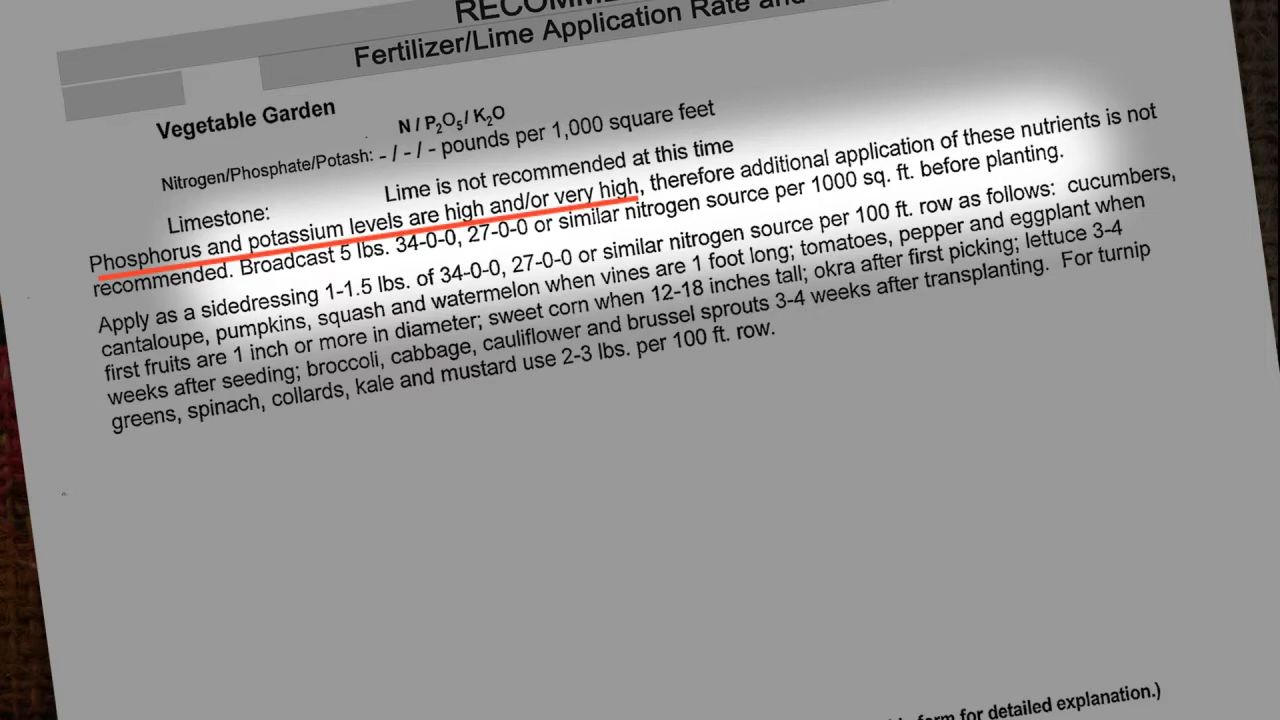 Fertilizer/Lime Application Rate and
Vegetable Garden
N / P2O5 / K2O
Nitrogen/Phosphate/Potash: - / - / - pounds per 1,000 square feet
Limestone: Lime is not recommended at this time
Phosphorus and potassium levels are high and/or very high, therefore additional application of these nutrients is not
recommended. Broadcast 5 lbs. 34-0-0, 27-0-0 or similar nitrogen source per 1000 sq. ft. before planting.
Apply as a sidedressing 1-1.5 lbs. of 34-0-0, 27-0-0 or similar nitrogen source per 100 ft. row as follows: cucumbers,
cantaloupe, pumpkins, squash and watermelon when vines are 1 foot long; tomatoes, pepper and eggplant when
first fruits are 1 inch or more in diameter; sweet corn when 12-18 inches tall; okra after first picking; lettuce 3-4
weeks after seeding; broccoli, cabbage, cauliflower and brussel sprouts 3-4 weeks after transplanting. For turnip
greens, spinach, collards, kale and mustard use 2-3 lbs. per 100 ft. row.
form for detailed explanation.)